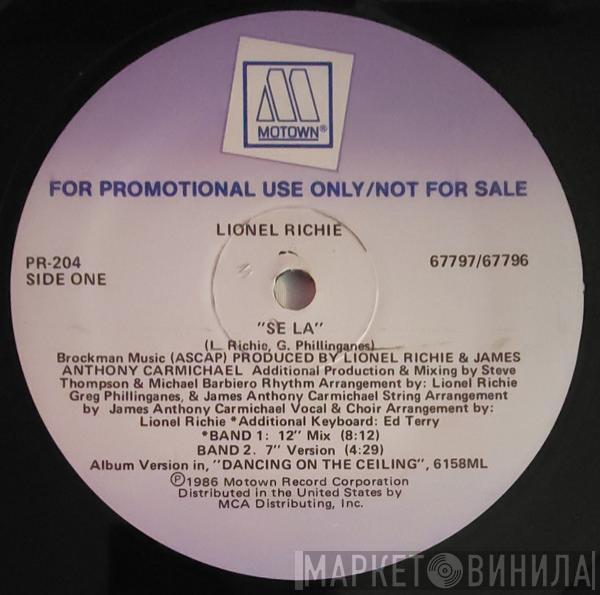 MOTOWN®
FOR PROMOTIONAL USE ONLY/NOT FOR SALE
LIONEL RICHIE
PR-204
SIDE ONE
67797/67796
"SE LA"
(L. Richie, G. Phillinganes)
Brockman Music (ASCAP) PRODUCED BY LIONEL RICHIE & JAMES
ANTHONY CARMICHAEL Additional Production & Mixing by Steve
Thompson & Michael Barbiero Rhythm Arrangement by: Lionel Richie
Greg Phillinganes, & James Anthony Carmichael String Arrangement
by James Anthony Carmichael Vocal & Choir Arrangement by:
Lionel Richie *Additional Keyboard: Ed Terry
*BAND 1: 12" Mix (8:12)
BAND 2. 7" Version (4:29)
Album Version in, "DANCING ON THE CEILING", 6158ML
Ⓟ1986 Motown Record Corporation
Distributed in the United States by
MCA Distributing, Inc.
МАРКЕТ ВИНИЛА